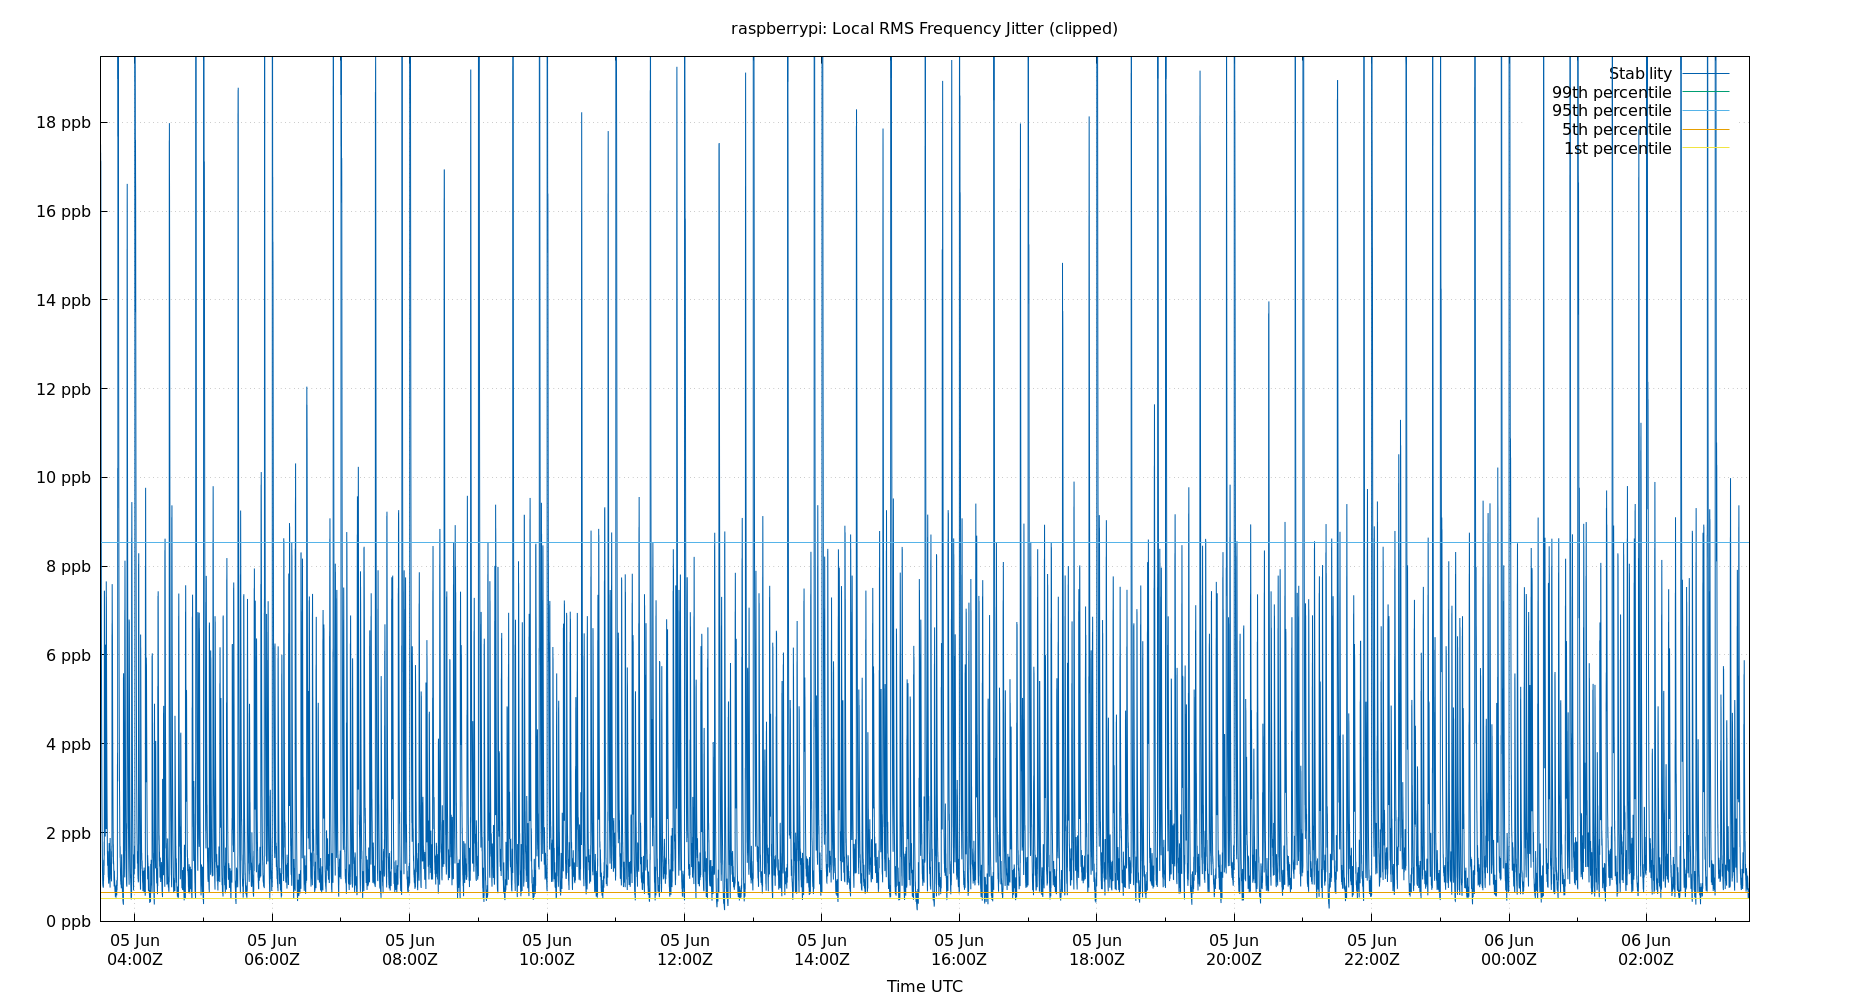 raspberrypi: Local RMS Frequency Jitter (clipped)
Stability
99th percentile
95th percentile
5th percentile
1st percentile
18 ppb
16 ppb
14 ppb
12 ppb
10 ppb
8 ppb
6 ppb
4 ppb
2 ppb
0 ppb
05 Jun 05 Jun 05 Jun 05 Jun 05 Jun 05 Jun 05 Jun 05 Jun 05 Jun 05 Jun 06 Jun 06 Jun
04:00Z 06:00Z 08:00Z 10:00Z 12:00Z 14:00Z 16:00Z 18:00Z 20:00Z 22:00Z 00:00Z 02:00Z
Time UTC